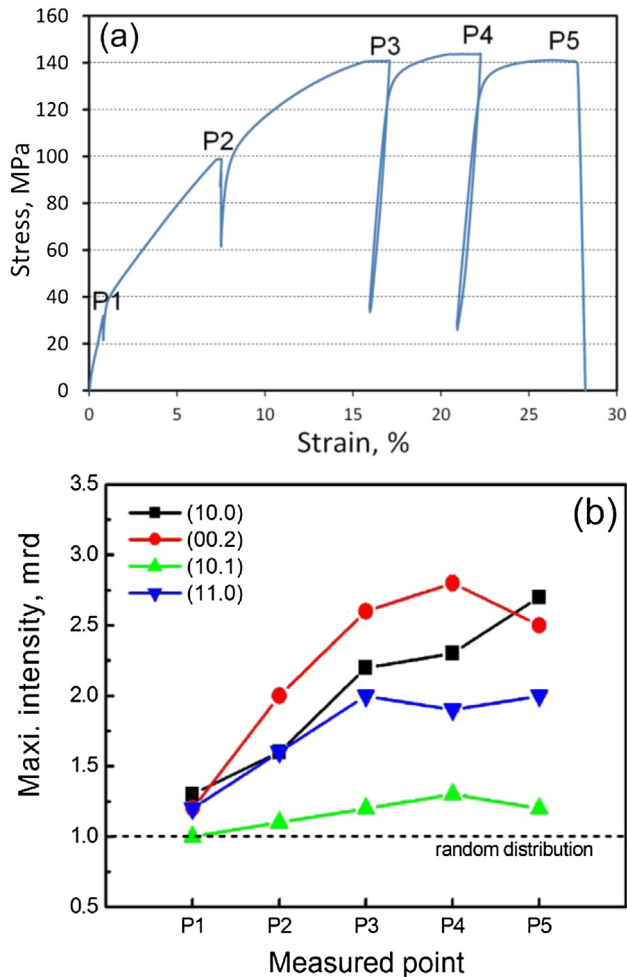 (a)
160
140
120
100
80
60
40
20
0
Stress, MPa
P1
P2
P3
P4
P5
0 5 10 15 20 25 30
Strain, %
(b)
3.5
3.0
2.5
2.0
1.5
1.0
0.5
Maxi. intensity, mrd
(10.0)
(00.2)
(10.1)
(11.0)
random distribution
P1 P2 P3 P4 P5
Measured point